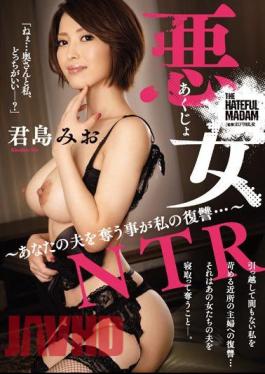 「ねぇ…奥さんと私、
どっちがいい…?」
悪女
あくじょ
THE
HATEFUL
MADAM
君島みお
～あなたの夫を奪う事が私の復讐…～
NTR
引っ越して間もない私を
苛める近所の主婦への復讐…
それはあの女たちの夫を
寝取って奪うこと―。